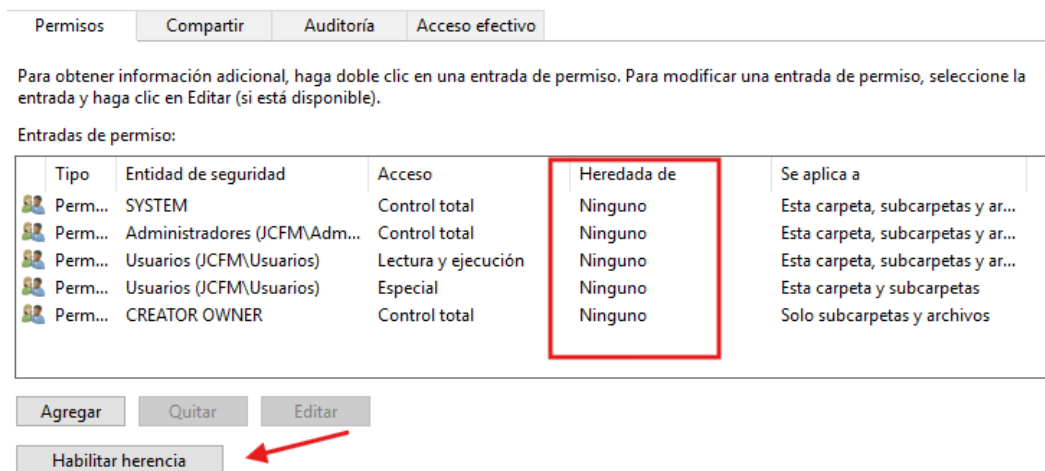 Permisos Compartir Auditoría Acceso efectivo
Para obtener información adicional, haga doble clic en una entrada de permiso. Para modificar una entrada de permiso, seleccione la
entrada y haga clic en Editar (si está disponible).
Entradas de permiso:
Tipo Entidad de seguridad Acceso Heredada de Se aplica a
Perm... SYSTEM Control total Ninguno Esta carpeta, subcarpetas y ar...
Perm... Administradores (JCFM\Adm... Control total Ninguno Esta carpeta, subcarpetas y ar...
Perm... Usuarios (JCFM\Usuarios) Lectura y ejecución Ninguno Esta carpeta, subcarpetas y ar...
Perm... Usuarios (JCFM\Usuarios) Especial Ninguno Esta carpeta y subcarpetas
Perm... CREATOR OWNER Control total Ninguno Solo subcarpetas y archivos
Agregar Quitar Editar
Habilitar herencia